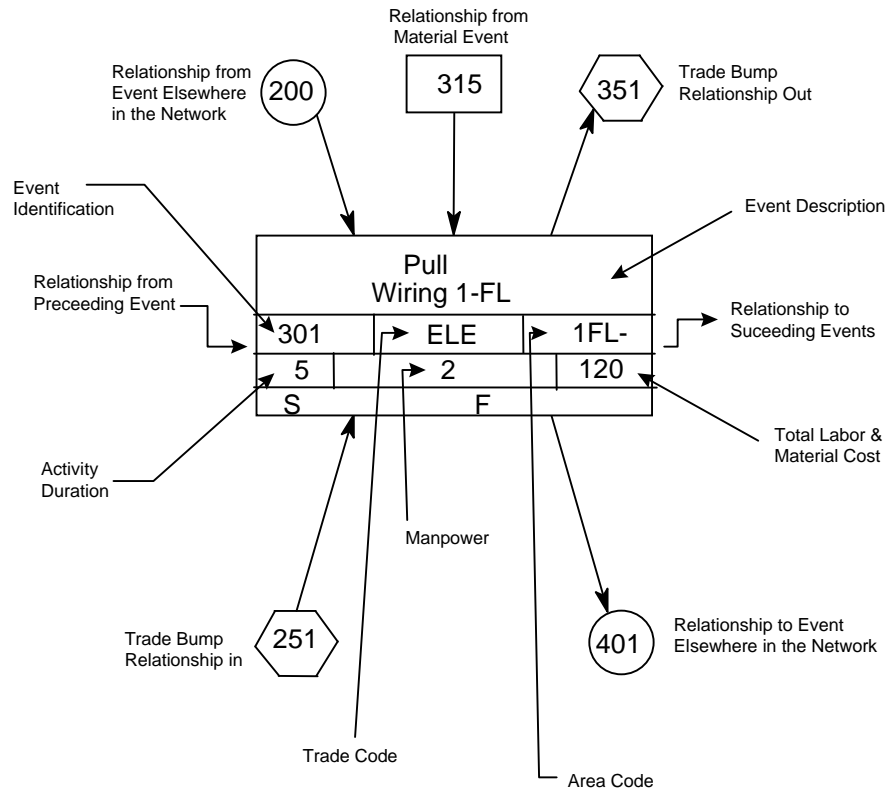 Relationship from
Material Event
315
Relationship from
Event Elsewhere
in the Network
200
351
Trade Bump
Relationship Out
Event
Identification
Event Description
Pull
Wiring 1-FL
Relationship from
Preceeding Event
301
ELE
1FL-
Relationship to
Suceeding Events
5
2
120
S
F
Activity
Duration
Total Labor &
Material Cost
Manpower
Trade Bump
Relationship in
251
401
Relationship to Event
Elsewhere in the Network
Trade Code
Area Code